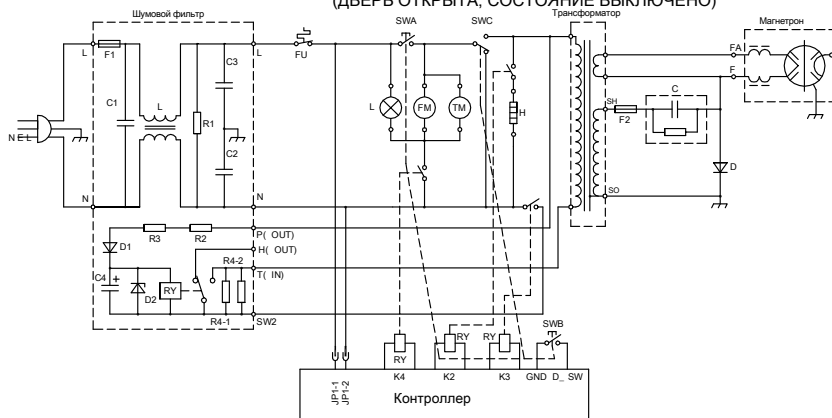 (ДВЕРЬ ОТКРЫТА, СОСТОЯНИЕ ВЫКЛЮЧЕНО)
Шумовой фильтр
SWA
SWC
Трансформатор
Магнетрон
L
F1
L
FU
C3
C1
L
R1
C2
N E L
N
N
L
FM
TM
H
FA
F
SH
F2
C
D
SO
P( OUT)
R3
R2
H( OUT)
D1
R4-2
T( IN)
C4
+
D2
RY
R4-1
SW2
SWB
RY
RY
RY
K4
K2
K3
GND
D_ SW
JP1-1
JP1-2
Контроллер